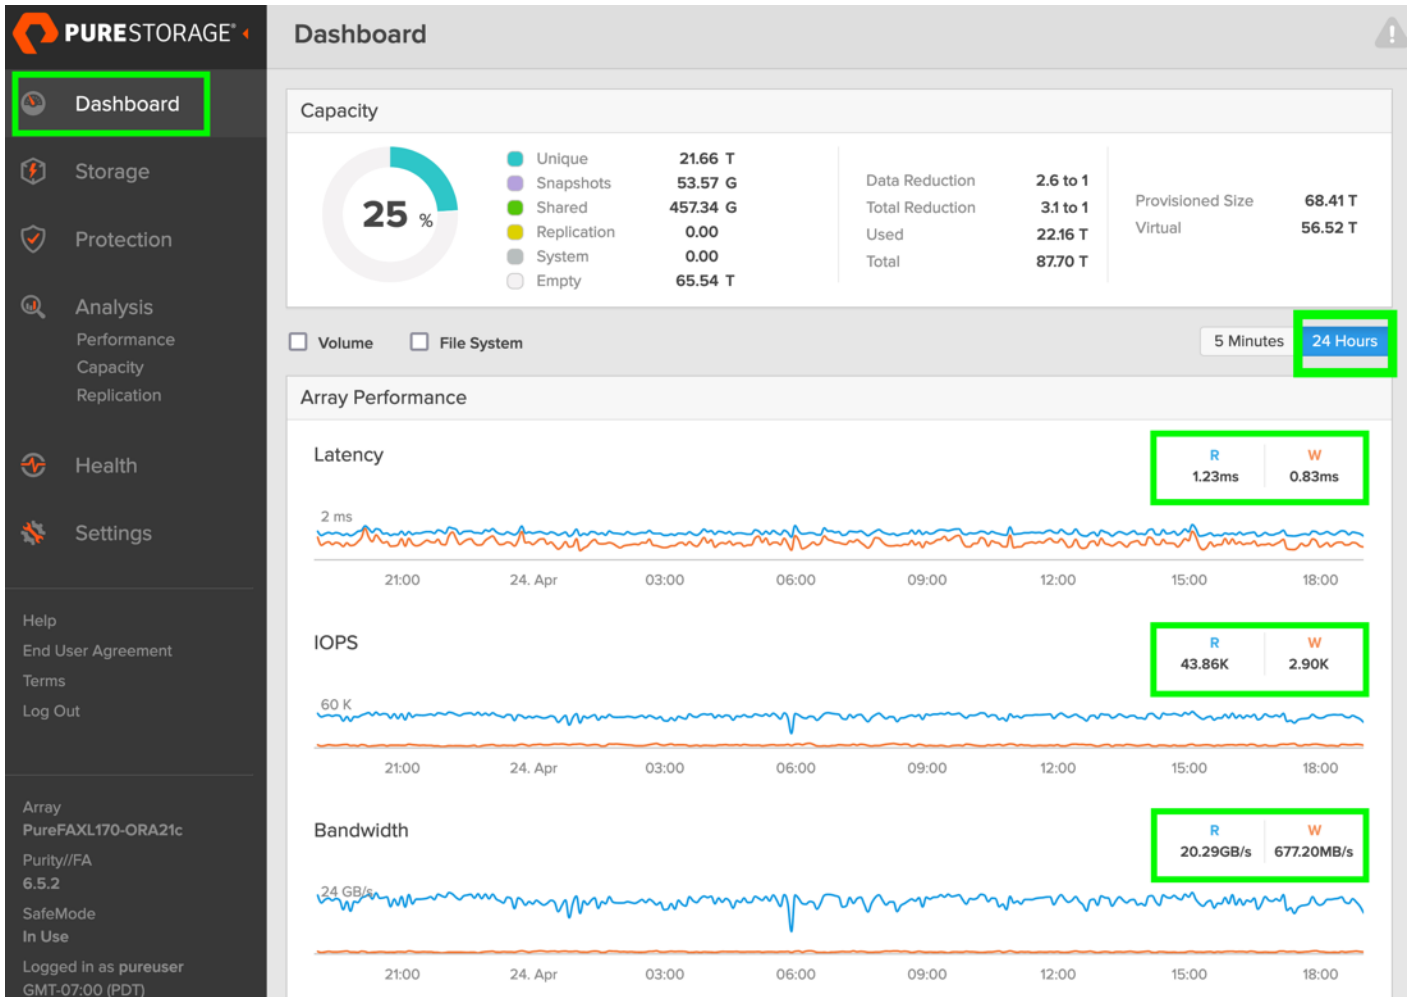 PURESTORAGE®
Dashboard
Storage
Protection
Analysis
Performance
Capacity
Replication
Health
Settings
Help
End User Agreement
Terms
Log Out
Array
PureFAXL170-ORA21c
Purity//FA
6.5.2
SafeMode
In Use
Logged in as pureuser
GMT-07:00 (PDT)
Dashboard
Capacity
25 %
Unique 21.66 T
Snapshots 53.57 G
Shared 457.34 G
Replication 0.00
System 0.00
Empty 65.54 T
Data Reduction 2.6 to 1
Total Reduction 3.1 to 1
Used 22.16 T
Total 87.70 T
Provisioned Size 68.41 T
Virtual 56.52 T
Volume File System 5 Minutes 24 Hours
Array Performance
Latency
R W
1.23ms 0.83ms
2 ms
21:00 24. Apr 03:00 06:00 09:00 12:00 15:00 18:00
IOPS
R W
43.86K 2.90K
60 K
21:00 24. Apr 03:00 06:00 09:00 12:00 15:00 18:00
Bandwidth
R W
20.29GB/s 677.20MB/s
24 GB/s
21:00 24. Apr 03:00 06:00 09:00 12:00 15:00 18:00